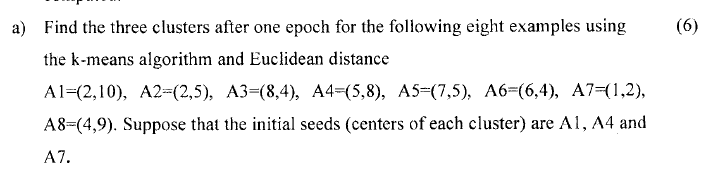 a) Find the three clusters after one epoch for the following eight examples using (6)
the k-means algorithm and Euclidean distance
A1=(2,10), A2=(2,5), A3=(8,4), A4=(5,8), A5=(7,5), A6=(6,4), A7=(1,2),
A8=(4,9). Suppose that the initial seeds (centers of each cluster) are A1, A4 and
A7.